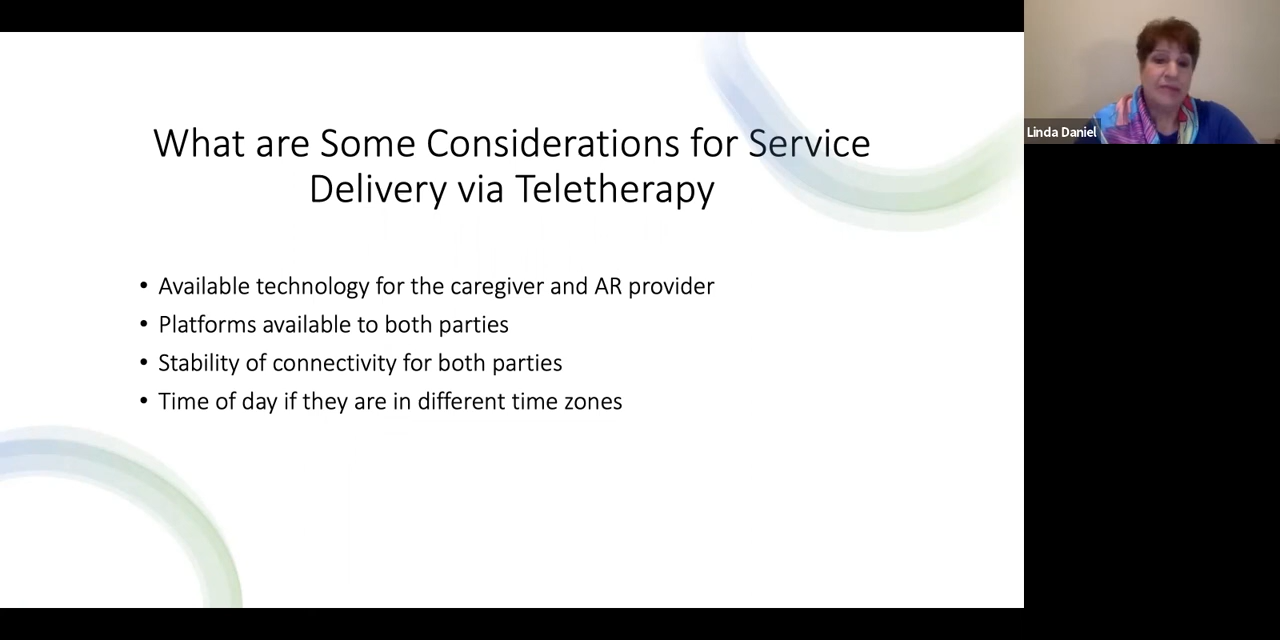 What are Some Considerations for Service
Delivery via Teletherapy
• Available technology for the caregiver and AR provider
• Platforms available to both parties
• Stability of connectivity for both parties
• Time of day if they are in different time zones
Linda Daniel